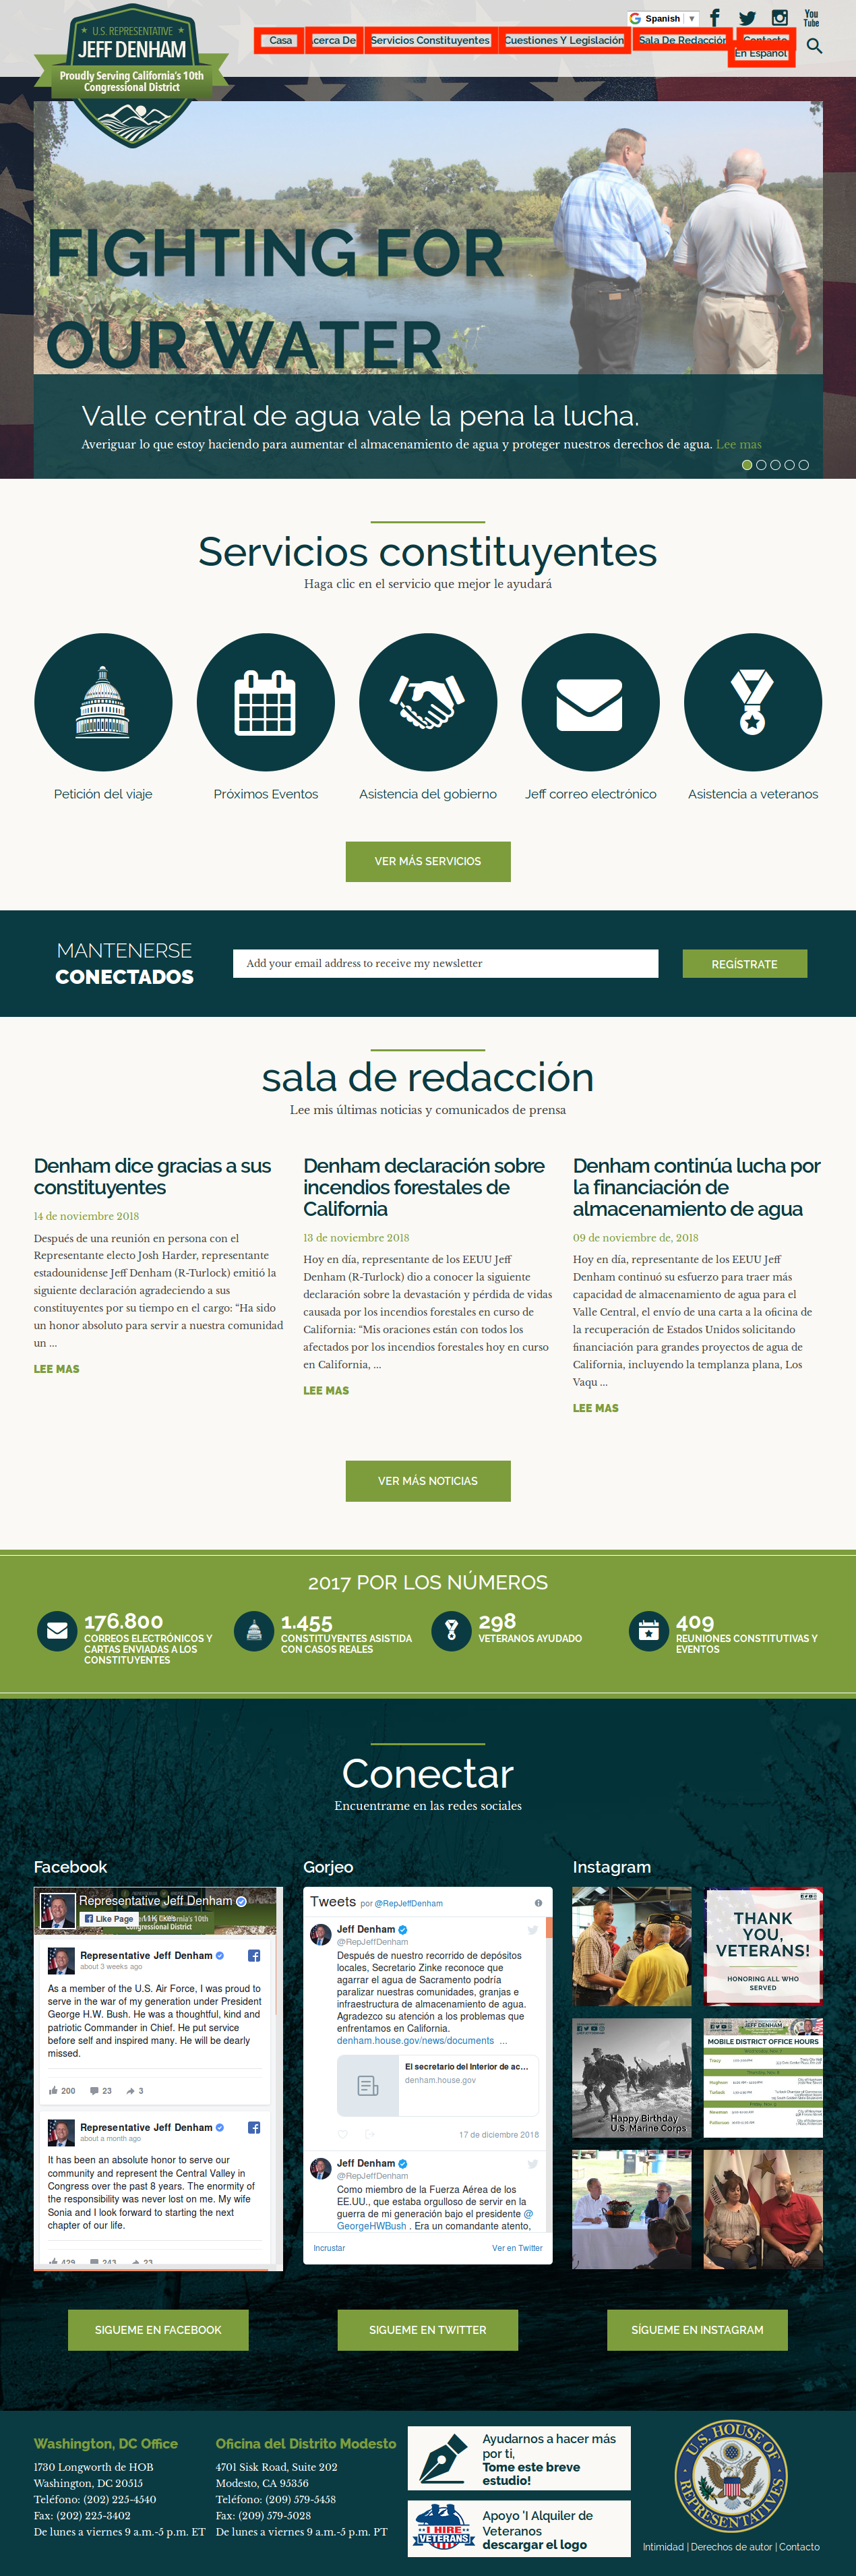 U.S. REPRESENTATIVE
JEFF DENHAM
Proudly Serving California's 10th
Congressional District
Spanish
You
Tube
Casa
Acerca De
Servicios Constituyentes
Cuestiones Y Legislación
Sala De Redacción
Contacto
En Español
FIGHTING FOR
OUR WATER
Valle central de agua vale la pena la lucha.
Averiguar lo que estoy haciendo para aumentar el almacenamiento de agua y proteger nuestros derechos de agua. Lee mas
Servicios constituyentes
Haga clic en el servicio que mejor le ayudará
Petición del viaje
Próximos Eventos
Asistencia del gobierno
Jeff correo electrónico
Asistencia a veteranos
VER MÁS SERVICIOS
MANTENERSE
CONECTADOS
Add your email address to receive my newsletter
REGÍSTRATE
sala de redacción
Lee mis últimas noticias y comunicados de prensa
Denham dice gracias a sus
constituyentes
14 de noviembre 2018
Después de una reunión en persona con el
Representante electo Josh Harder, representante
estadounidense Jeff Denham (R-Turlock) emitió la
siguiente declaración agradeciendo a sus
constituyentes por su tiempo en el cargo: “Ha sido
un honor absoluto para servir a nuestra comunidad
un ...
LEE MAS
Denham declaración sobre
incendios forestales de
California
13 de noviembre 2018
Hoy en día, representante de los EEUU Jeff
Denham (R-Turlock) dio a conocer la siguiente
declaración sobre la devastación y pérdida de vidas
causada por los incendios forestales en curso de
California: “Mis oraciones están con todos los
afectados por los incendios forestales hoy en curso
en California, ...
LEE MAS
Denham continúa lucha por
la financiación de
almacenamiento de agua
09 de noviembre de, 2018
Hoy en día, representante de los EEUU Jeff
Denham continuó su esfuerzo para traer más
capacidad de almacenamiento de agua para el
Valle Central, el envío de una carta a la oficina de
la recuperación de Estados Unidos solicitando
financiación para grandes proyectos de agua de
California, incluyendo la templanza plana, Los
Vaqu ...
LEE MAS
VER MÁS NOTICIAS
2017 POR LOS NÚMEROS
176.800
CORREOS ELECTRÓNICOS Y
CARTAS ENVIADAS A LOS
CONSTITUYENTES
1.455
CONSTITUYENTES ASISTIDA
CON CASOS REALES
298
VETERANOS AYUDADO
409
REUNIONES CONSTITUTIVAS Y
EVENTOS
Conectar
Encuentrame en las redes sociales
Facebook
Representative Jeff Denham
Like Page
Congressional District
Representative Jeff Denham
about 3 weeks ago
As a member of the U.S. Air Force, I was proud to
serve in the war of my generation under President
George H.W. Bush. He was a thoughtful, kind and
patriotic Commander in Chief. He put service
before self and inspired many. He will be dearly
missed.
200 23 3
Representative Jeff Denham
about a month ago
It has been an absolute honor to serve our
community and represent the Central Valley in
Congress over the past 8 years. The enormity of
the responsibility was never lost on me. My wife
Sonia and I look forward to starting the next
chapter of our life.
429 243 23
Gorjeo
Tweets por @RepJeffDenham
Jeff Denham
@RepJeffDenham
Después de nuestro recorrido de depósitos
locales, Secretario Zinke reconoce que
agarrar el agua de Sacramento podría
paralizar nuestras comunidades, granjas e
infraestructura de almacenamiento de agua.
Agradezco su atención a los problemas que
enfrentamos en California.
denham.house.gov/news/documents ...
El secretario del Interior de ac...
denham.house.gov
17 de diciembre 2018
Jeff Denham
@RepJeffDenham
Como miembro de la Fuerza Aérea de los
EE.UU., que estaba orgulloso de servir en la
guerra de mi generación bajo el presidente @
GeorgeHWBush . Era un comandante atento,
Incrustar
Ver en Twitter
Instagram
THANK
YOU,
VETERANS!
HONORING ALL WHO
SERVED
Happy Birthday
U.S. Marine Corps
JEFF DENHAM
MOBILE DISTRICT OFFICE HOURS
Tracy
Hughson
Turlock
Newman
Patterson
SIGUEME EN FACEBOOK
SIGUEME EN TWITTER
SÍGUEME EN INSTAGRAM
Washington, DC Office
1730 Longworth de HOB
Washington, DC 20515
Teléfono: (202) 225-4540
Fax: (202) 225-3402
De lunes a viernes 9 a.m.-5 p.m. ET
Oficina del Distrito Modesto
4701 Sisk Road, Suite 202
Modesto, CA 95356
Teléfono: (209) 579-5458
Fax: (209) 579-5028
De lunes a viernes 9 a.m.-5 p.m. PT
Ayudarnos a hacer más
por ti,
Tome este breve
estudio!
I HIRE
VETERANS
Apoyo 'I Alquiler de
Veteranos
descargar el logo
U.S. HOUSE OF
REPRESENTATIVES
Intimidad | Derechos de autor | Contacto